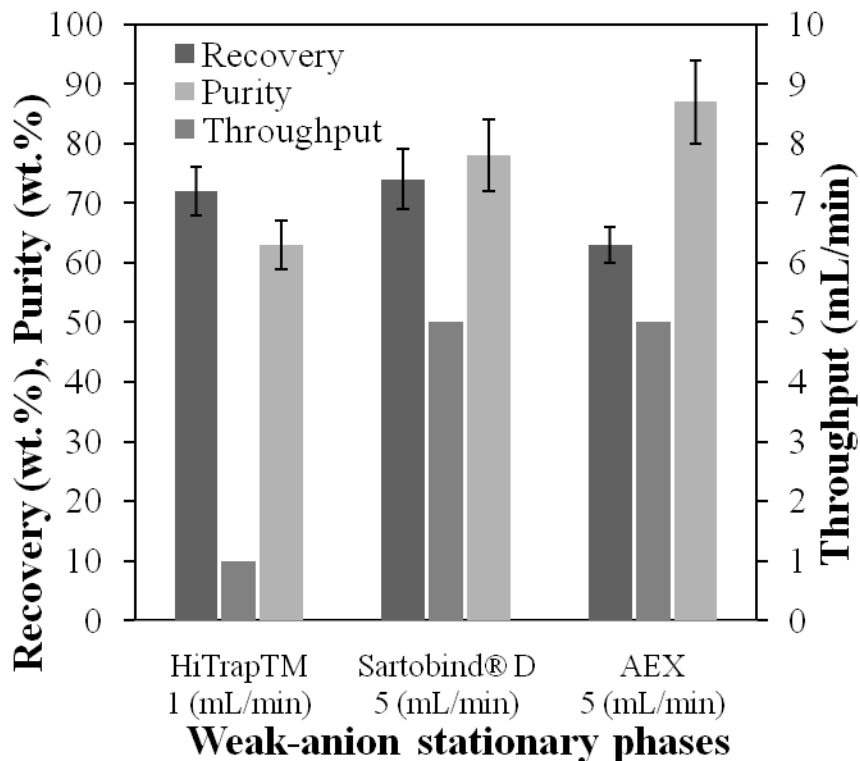 Recovery (wt.%), Purity (wt.%)
100
90
80
70
60
50
40
30
20
10
0
Recovery
Purity
Throughput
10
9
8
7
6
5
4
3
2
1
0
Throughput (mL/min)
HiTrapTM
1 (mL/min)
Sartobind® D
5 (mL/min)
AEX
5 (mL/min)
Weak-anion stationary phases